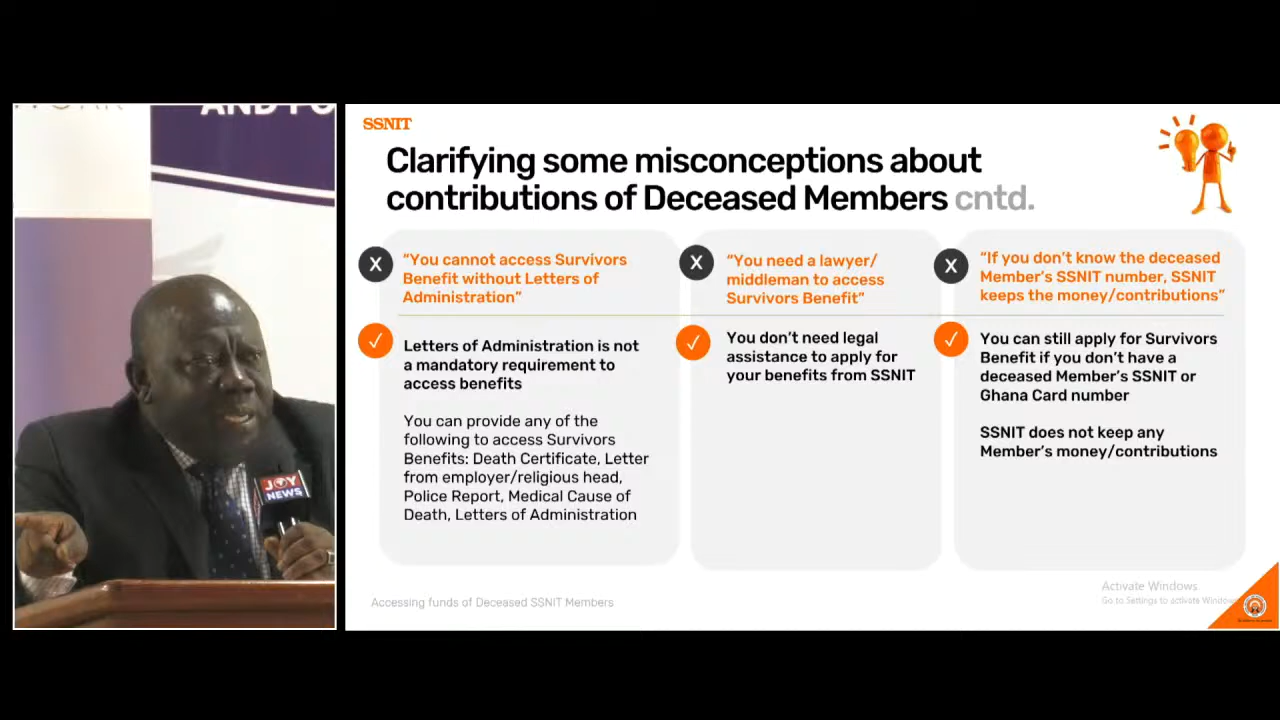 AND
JOY
NEWS
SSNIT
Clarifying some misconceptions about
contributions of Deceased Members cntd.
X
“You cannot access Survivors
Benefit without Letters of
Administration”
✓
Letters of Administration is not
a mandatory requirement to
access benefits
You can provide any of the
following to access Survivors
Benefits: Death Certificate, Letter
from employer/religious head,
Police Report, Medical Cause of
Death, Letters of Administration
X
“You need a lawyer/
middleman to access
Survivors Benefit”
✓
You don’t need legal
assistance to apply for
your benefits from SSNIT
X
“If you don’t know the deceased
Member’s SSNIT number, SSNIT
keeps the money/contributions”
✓
You can still apply for Survivors
Benefit if you don’t have a
deceased Member’s SSNIT or
Ghana Card number
SSNIT does not keep any
Member’s money/contributions
Accessing funds of Deceased SSNIT Members
Activate Windows
Go to Settings to activate Windows